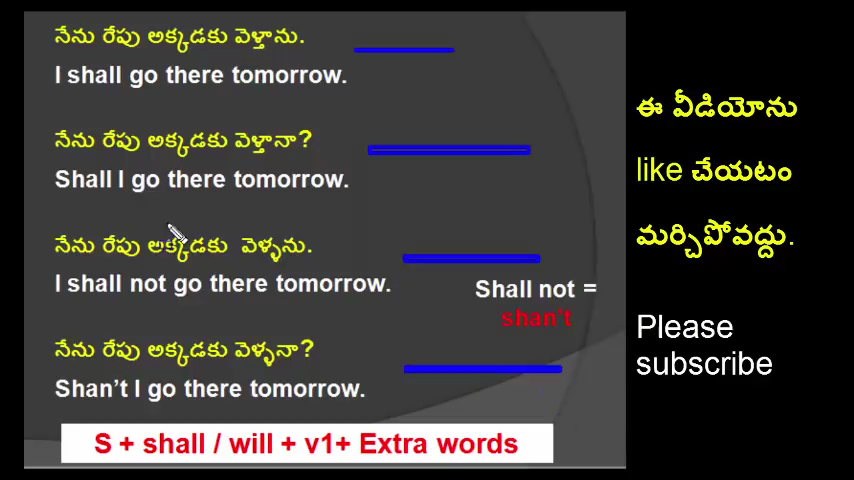 నేను రేపు అక్కడకు వెళ్తాను.
I shall go there tomorrow.
నేను రేపు అక్కడకు వెళ్తానా?
Shall I go there tomorrow.
నేను రేపు అక్కడకు వెళ్ళను.
I shall not go there tomorrow.
Shall not =
shan't
నేను రేపు అక్కడకు వెళ్ళనా?
Shan't I go there tomorrow.
S + shall / will + v1+ Extra words
ఈ వీడియోను
like చేయటం
మర్చిపోవద్దు.
Please
subscribe